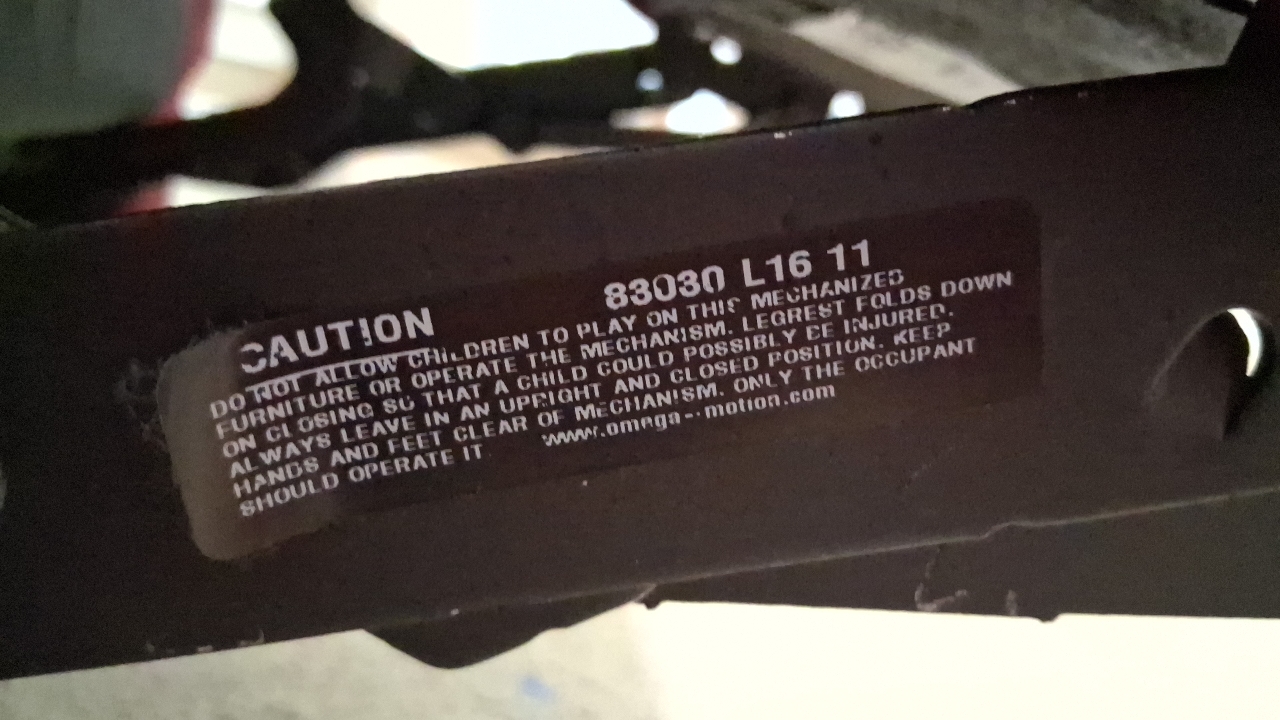 CAUTION 83030 L16 11
DO NOT ALLOW CHILDREN TO PLAY ON THIS MECHANIZED
FURNITURE OR OPERATE THE MECHANISM. LEGREST FOLDS DOWN
ON CLOSING SO THAT A CHILD COULD POSSIBLY BE INJURED.
ALWAYS LEAVE IN AN UPRIGHT AND CLOSED POSITION. KEEP
HANDS AND FEET CLEAR OF MECHANISM. ONLY THE OCCUPANT
SHOULD OPERATE IT www.omega-motion.com